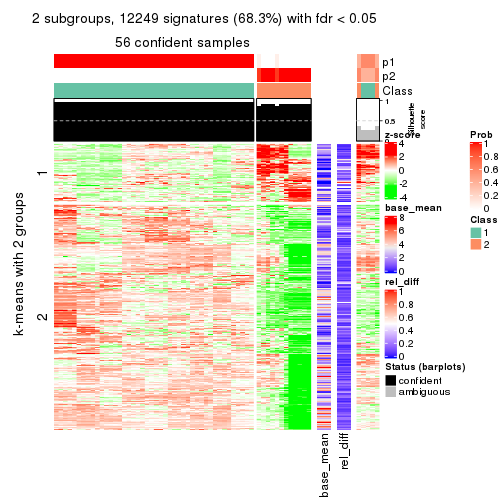 2 subgroups, 12249 signatures (68.3%) with fdr < 0.05
56 confident samples
p1
p2
Class
1
0.5
0
Silhouette
score
k-means with 2 groups
1
2
base_mean
rel_diff
z-score
4
2
0
-2
-4
base_mean
8
6
4
2
0
rel_diff
1
0.8
0.6
0.4
0.2
0
Status (barplots)
confident
ambiguous
Prob
1
0.8
0.6
0.4
0.2
0
Class
1
2